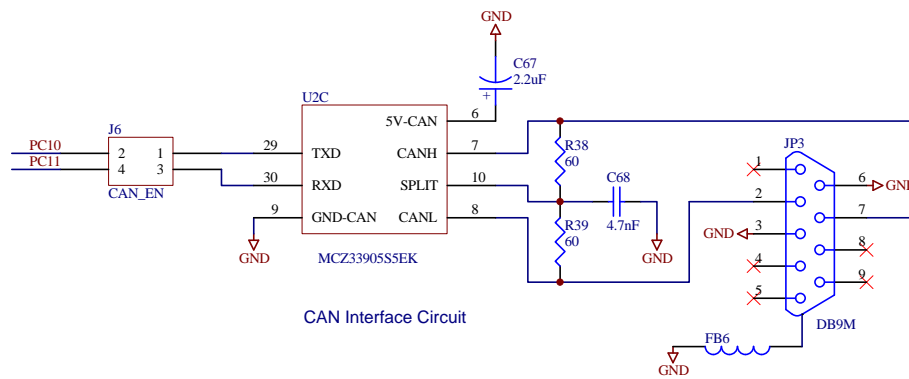 GND
C67
2.2uF
U2C
J6
5V-CAN
6
PC10
2
1
29
TXD
CANH
7
R38
60
JP3
1
6
GND
PC11
4
3
30
RXD
SPLIT
10
C68
4.7nF
2
7
CAN_EN
9
GND-CAN
CANL
8
R39
60
GND
3
8
GND
MCZ33905S5EK
GND
4
9
5
CAN Interface Circuit
DB9M
FB6
GND